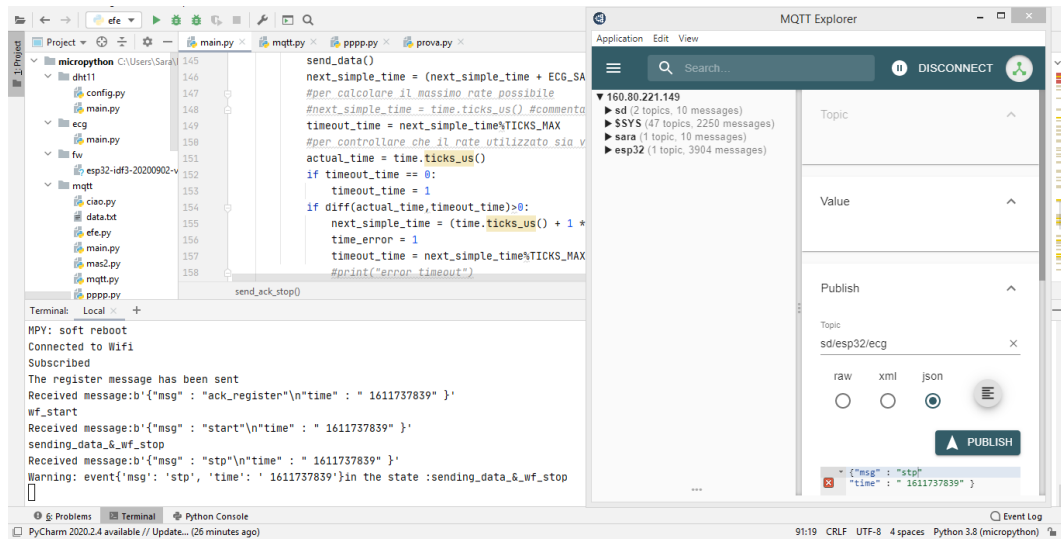 efe
Project
main.py
mqtt.py
pppp.py
prova.py
1: Project
micropython C:\Users\Sara\
dht11
config.py
main.py
ecg
main.py
fw
esp32-idf3-20200902-v
mqtt
ciao.py
data.txt
efe.py
main.py
mas2.py
mqtt.py
pppp.py
145 send_data()
146 next_simple_time = (next_simple_time + ECG_SA
147 #per calcolare il massimo rate possibile
148 #next_simple_time = time.ticks_us() #commenta
149 timeout_time = next_simple_time%TICKS_MAX
150 #per controllare che il rate utilizzato sia v
151 actual_time = time.ticks_us()
152 if timeout_time == 0:
153 timeout_time = 1
154 if diff(actual_time,timeout_time)>0:
155 next_simple_time = (time.ticks_us() + 1 *
156 time_error = 1
157 timeout_time = next_simple_time%TICKS_MAX
158 #print("error timeout")
send_ack_stop()
Terminal: Local × +
MPY: soft reboot
Connected to Wifi
Subscribed
The register message has been sent
Received message:b'{"msg" : "ack_register"\n"time" : " 1611737839" }'
wf_start
Received message:b'{"msg" : "start"\n"time" : " 1611737839" }'
sending_data_&_wf_stop
Received message:b'{"msg" : "stp"\n"time" : " 1611737839" }'
Warning: event{'msg': 'stp', 'time': ' 1611737839'}in the state :sending_data_&_wf_stop
6: Problems
Terminal
Python Console
Event Log
PyCharm 2020.2.4 available // Update... (26 minutes ago)
91:19 CRLF UTF-8 4 spaces Python 3.8 (micropython)
MQTT Explorer
Application Edit View
Search...
DISCONNECT
160.80.221.149
sd (2 topics, 10 messages)
$SYS (47 topics, 2250 messages)
sara (1 topic, 10 messages)
esp32 (1 topic, 3904 messages)
Topic
Value
Publish
Topic
sd/esp32/ecg
raw xml json
PUBLISH
{"msg" : "stp"
"time" : " 1611737839" }